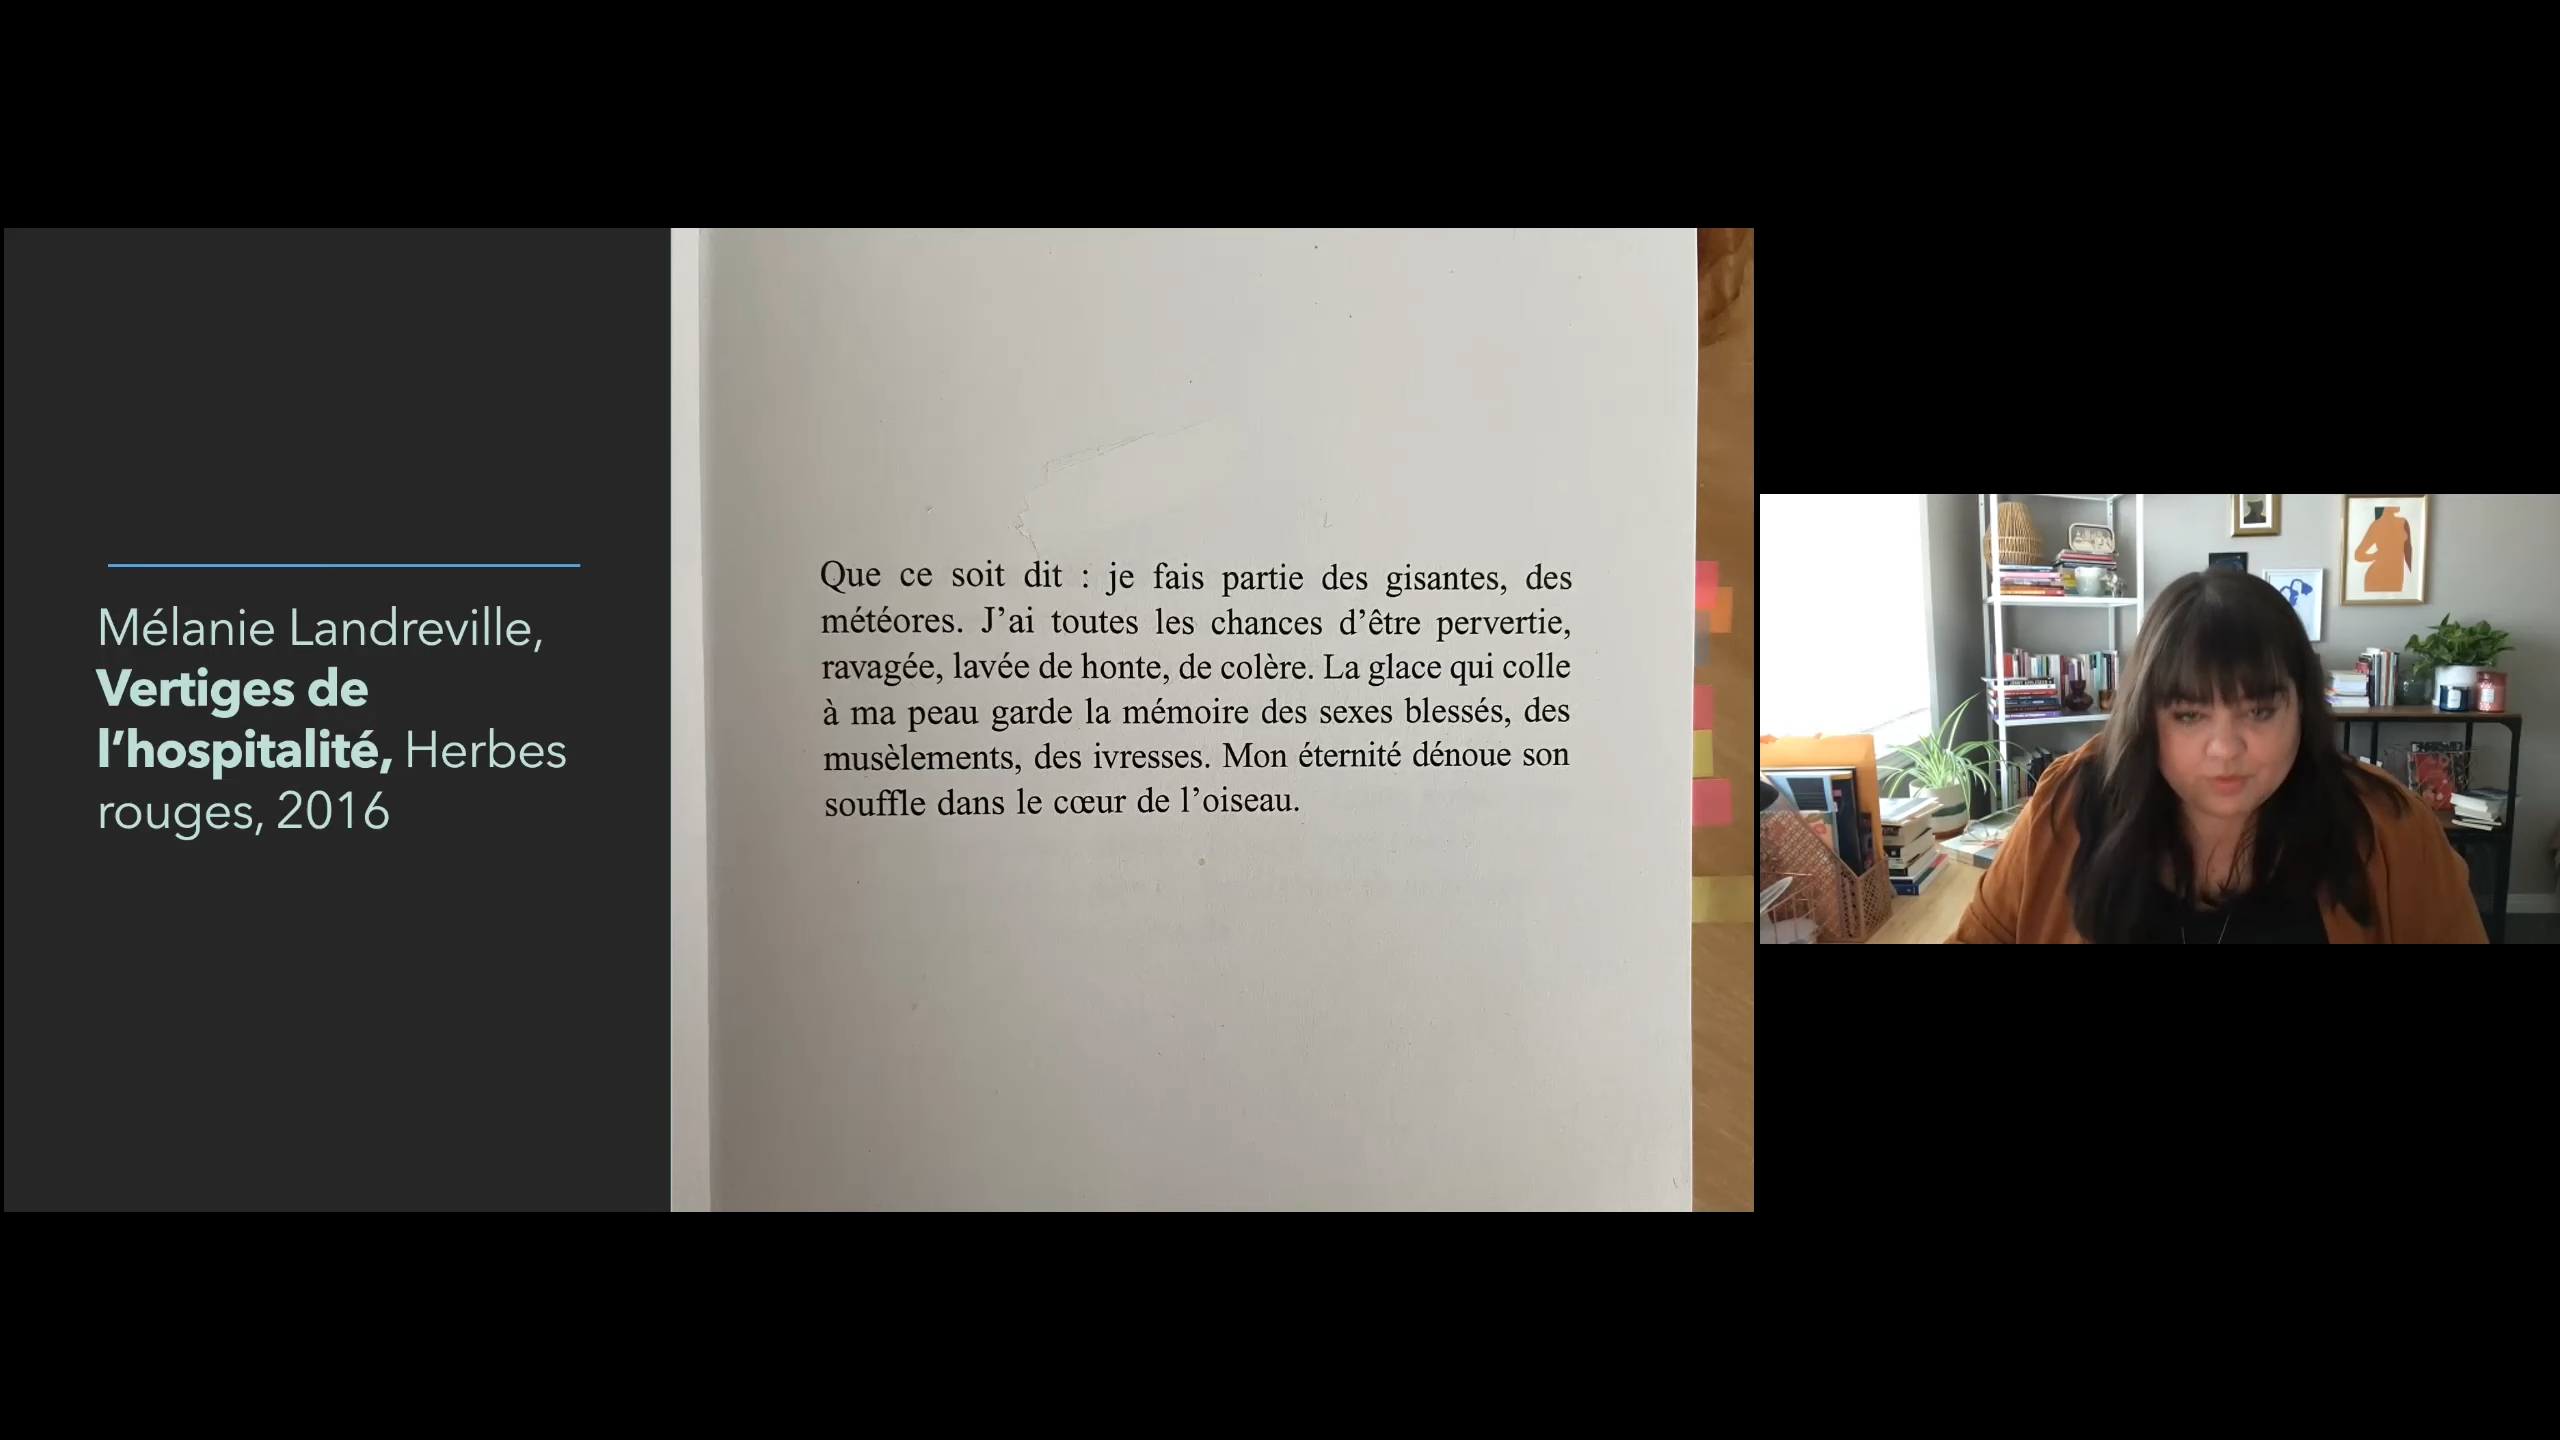 Mélanie Landreville,
Vertiges de
l’hospitalité, Herbes
rouges, 2016
Que ce soit dit : je fais partie des gisantes, des
météores. J’ai toutes les chances d’être pervertie,
ravagée, lavée de honte, de colère. La glace qui colle
à ma peau garde la mémoire des sexes blessés, des
musèlements, des ivresses. Mon éternité dénoue son
souffle dans le cœur de l’oiseau.